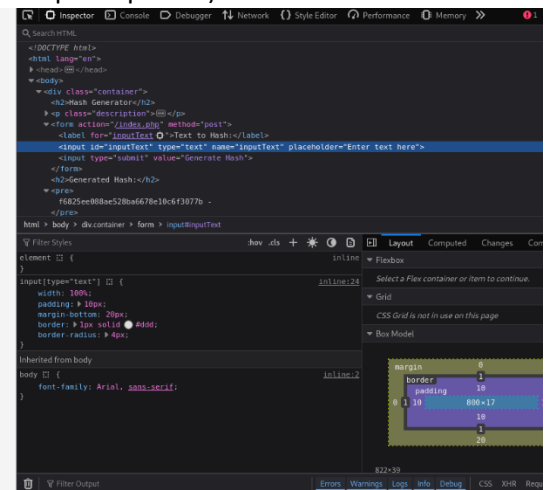 Inspector Console Debugger Network {} Style Editor Performance Memory 1
Search HTML
<!DOCTYPE html>
<html lang="en">
<head></head>
<body>
<div class="container">
<h2>Hash Generator</h2>
<p class="description"></p>
<form action="/index.php" method="post">
<label for="inputText">Text to Hash:</label>
<input id="inputText" type="text" name="inputText" placeholder="Enter text here">
<input type="submit" value="Generate Hash">
</form>
<h2>Generated Hash:</h2>
<pre>
f6825ee088ae528ba6678e10c6f3077b -
</pre>
html > body > div.container > form > input#inputText
Filter Styles :hov .cls + Layout Computed Changes Com
element { inline
}
input[type="text"] { inline:24
width: 100%;
padding: 10px;
margin-bottom: 20px;
border: 1px solid #ddd;
border-radius: 4px;
}
Inherited from body
body { inline:2
font-family: Arial, sans-serif;
}
Flexbox
Select a Flex container or item to continue.
Grid
CSS Grid is not in use on this page
Box Model
margin 0
border 1
padding 10
0 1 10 800×17
10
1
20
822×39
Filter Output Errors Warnings Logs Info Debug CSS XHR Requ